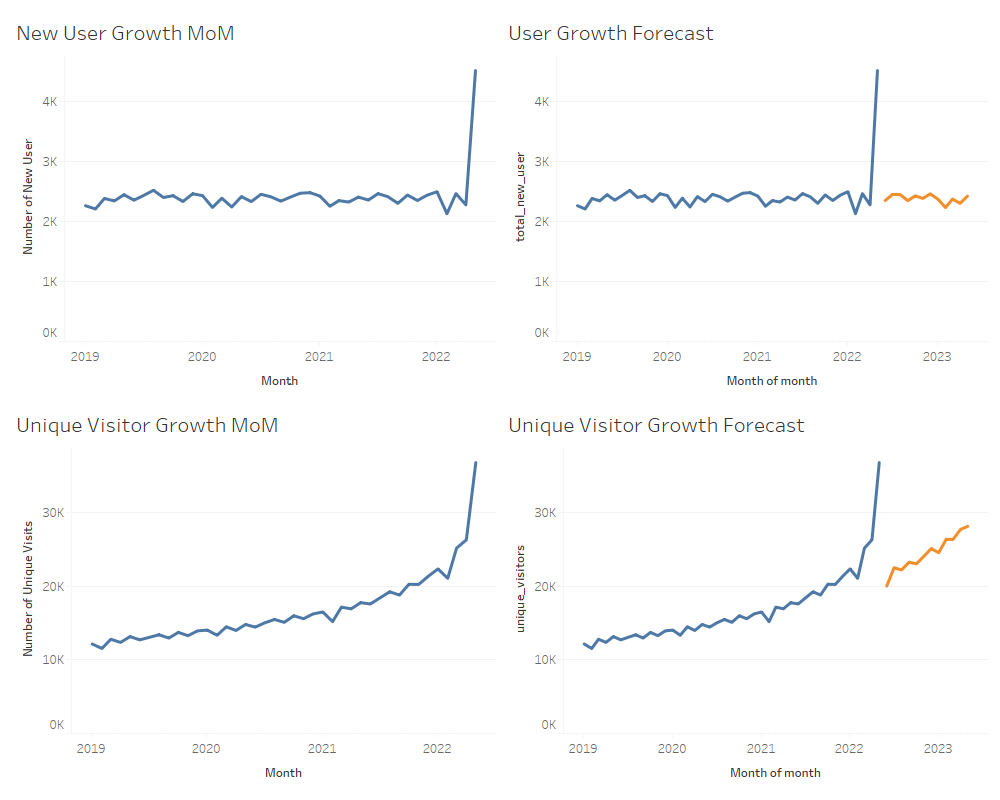 New User Growth MoM
Number of New User
4K
3K
2K
1K
0K
2019 2020 2021 2022
Month
User Growth Forecast
total_new_user
4K
3K
2K
1K
0K
2019 2020 2021 2022 2023
Month of month
Unique Visitor Growth MoM
Number of Unique Visits
30K
20K
10K
0K
2019 2020 2021 2022
Month
Unique Visitor Growth Forecast
unique_visitors
30K
20K
10K
0K
2019 2020 2021 2022 2023
Month of month